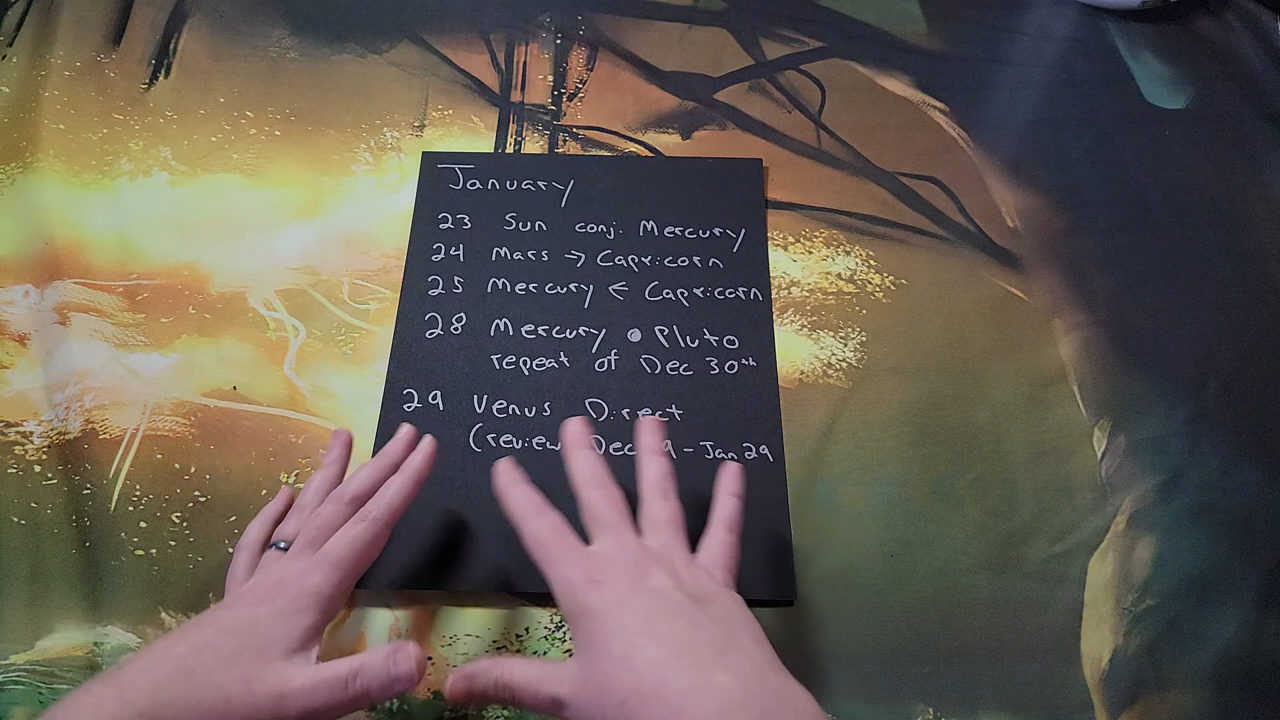 January
23 Sun conj. Mercury
24 Mars → Capricorn
25 Mercury ← Capricorn
28 Mercury • Pluto
repeat of Dec 30th
29 Venus Direct
(review Dec - Jan 29